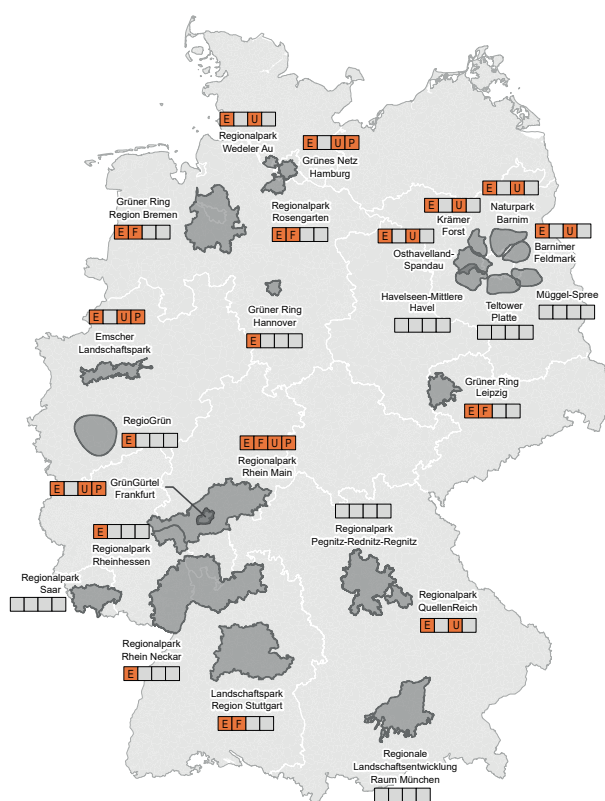 E U
Regionalpark
Wedeler Au
E U P
Grünes Netz
Hamburg
Grüner Ring
Region Bremen
E F
Regionalpark
Rosengarten
E F
E U
Naturpark
Barnim
E U
Krämer
Forst
E U
Barnimer
Feldmark
E U
Osthavelland-
Spandau
Havelseen-Mittlere
Havel
Teltower
Platte
Müggel-Spree
Grüner Ring
Hannover
E
E U P
Emscher
Landschaftspark
Grüner Ring
Leipzig
E F
RegioGrün
E
E F U P
Regionalpark
Rhein Main
E U P
GrünGürtel
Frankfurt
E
Regionalpark
Rheinhessen
Regionalpark
Pegnitz-Rednitz-Regnitz
Regionalpark
Saar
Regionalpark
QuellenReich
E U
Regionalpark
Rhein Neckar
E
Landschaftspark
Region Stuttgart
E F
Regionale
Landschaftsentwicklung
Raum München